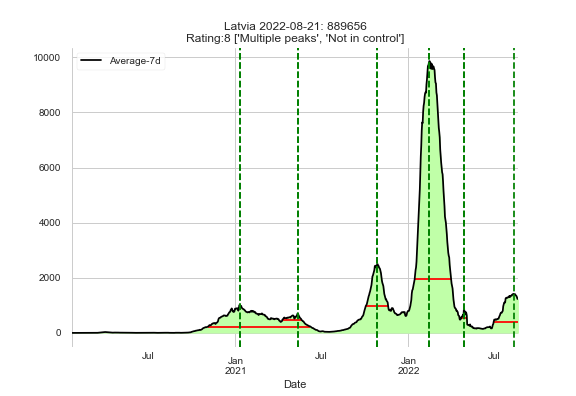 Latvia 2022-08-21: 889656
Rating:8 ['Multiple peaks', 'Not in control']
Average-7d
10000
8000
6000
4000
2000
0
Jul
Jan
2021
Jul
Jan
2022
Jul
Date